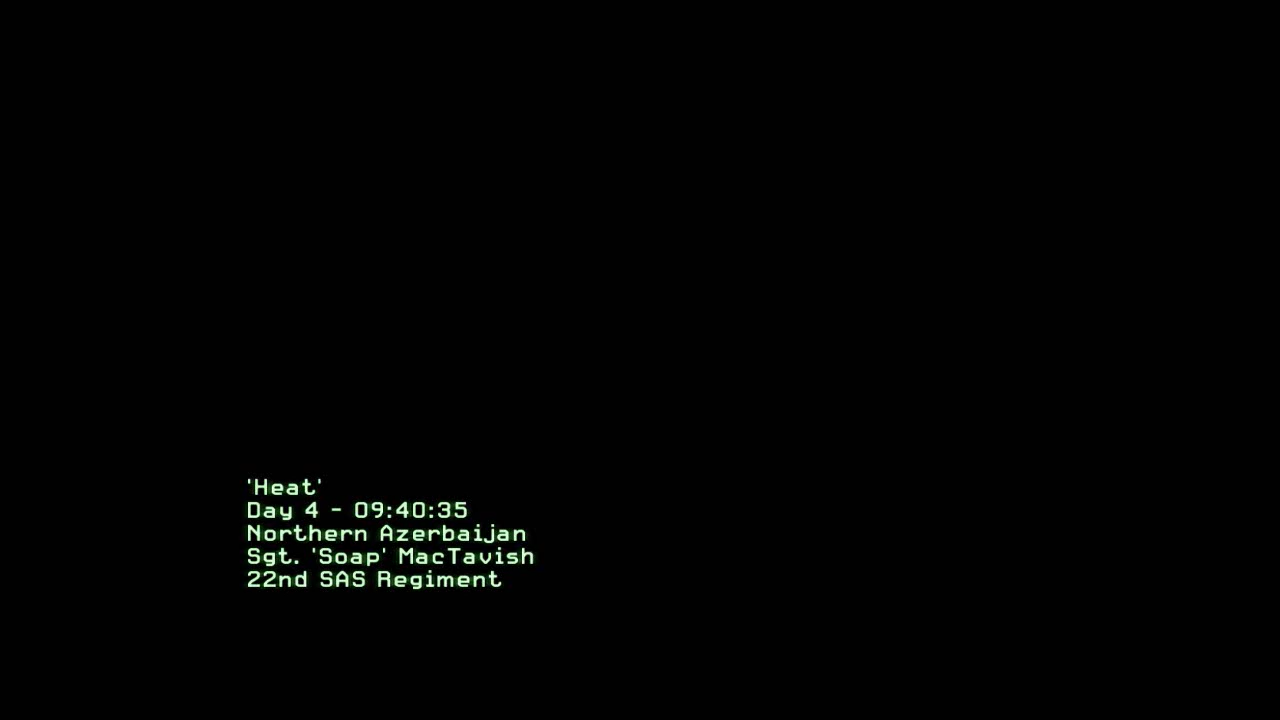 'Heat'
Day 4 - 09:40:35
Northern Azerbaijan
Sgt. 'Soap' MacTavish
22nd SAS Regiment